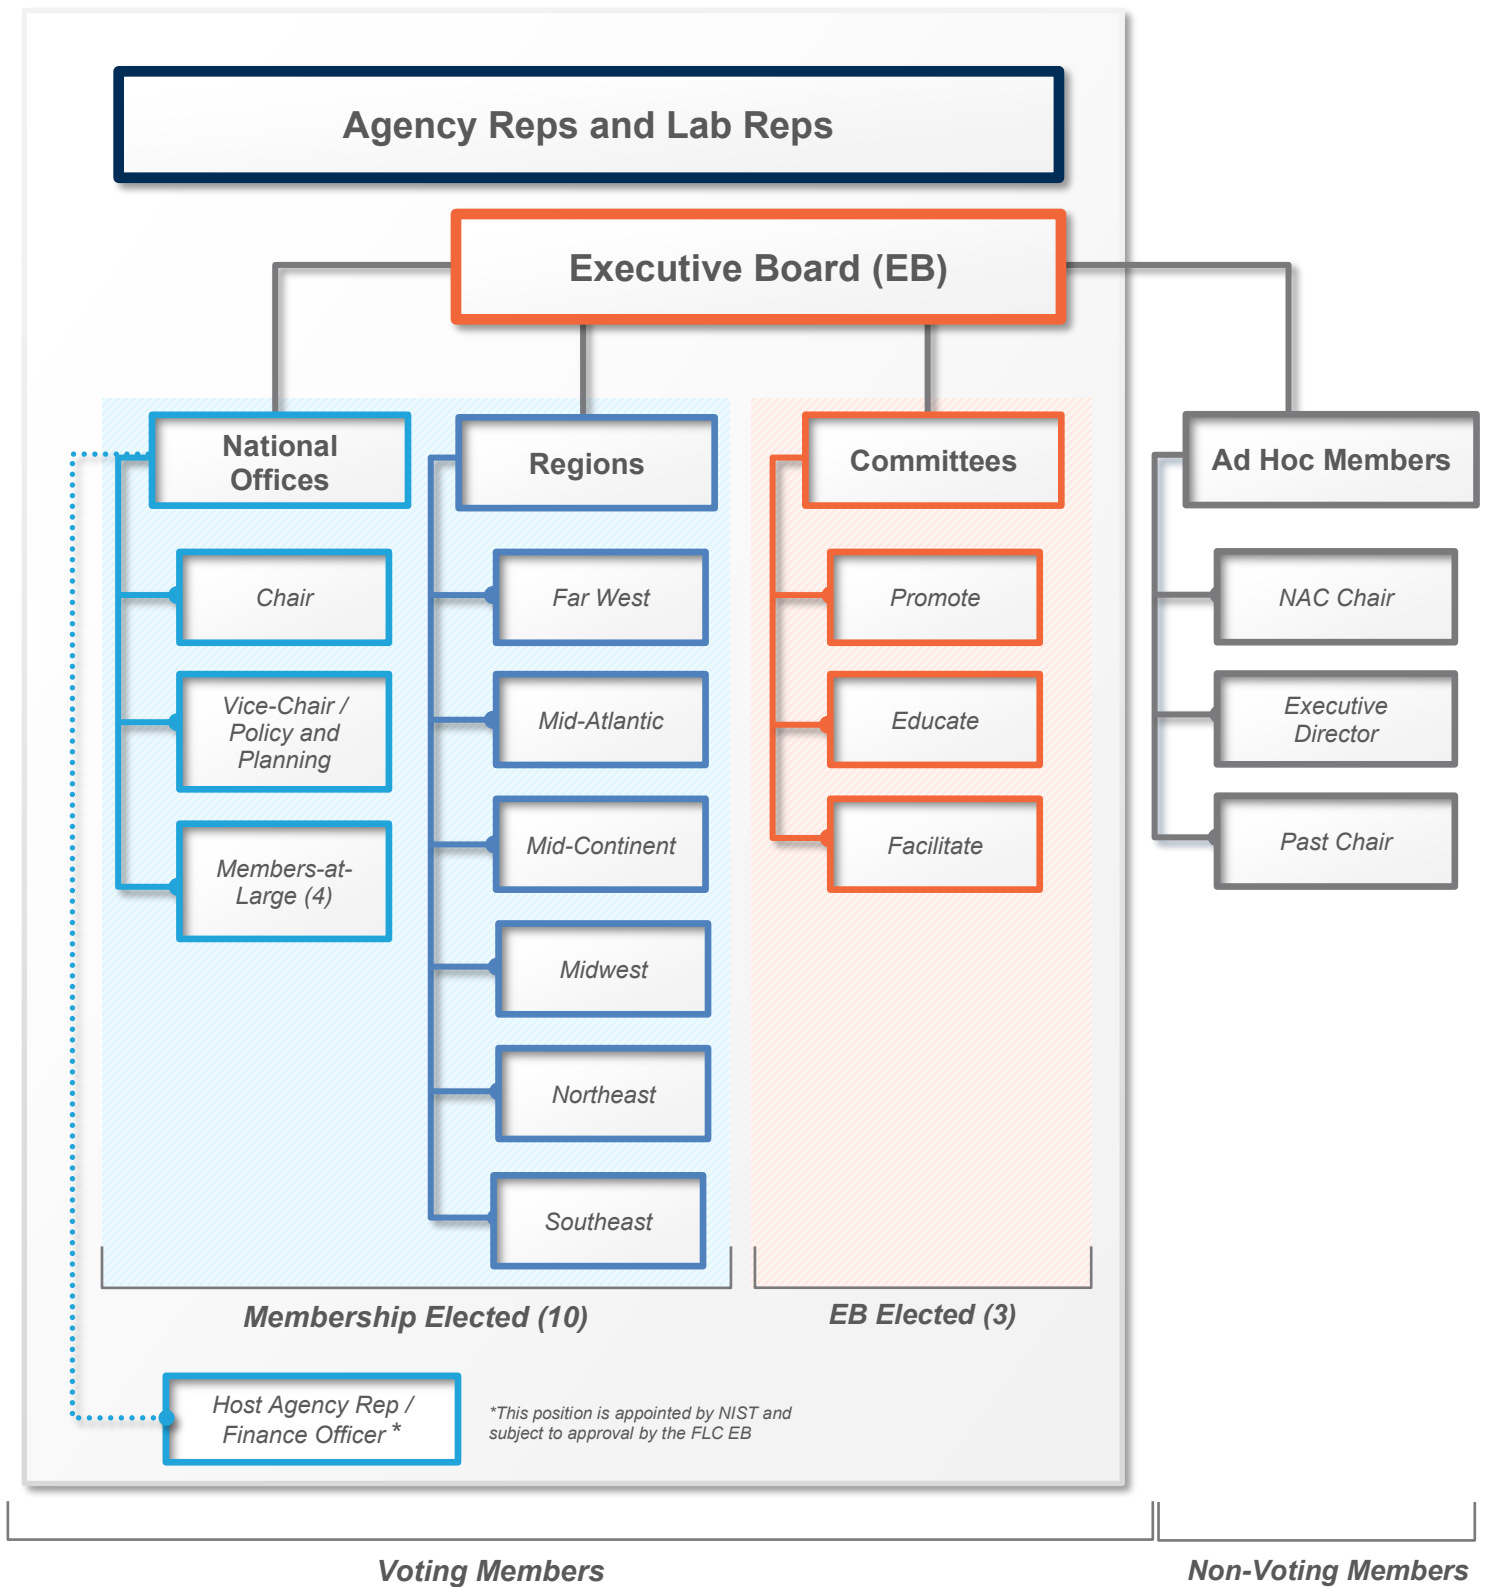 Agency Reps and Lab Reps
Executive Board (EB)
National
Offices
Chair
Vice-Chair /
Policy and
Planning
Members-at-
Large (4)
Regions
Far West
Mid-Atlantic
Mid-Continent
Midwest
Northeast
Southeast
Committees
Promote
Educate
Facilitate
Ad Hoc Members
NAC Chair
Executive
Director
Past Chair
Membership Elected (10)
EB Elected (3)
Host Agency Rep /
Finance Officer *
*This position is appointed by NIST and
subject to approval by the FLC EB
Voting Members
Non-Voting Members